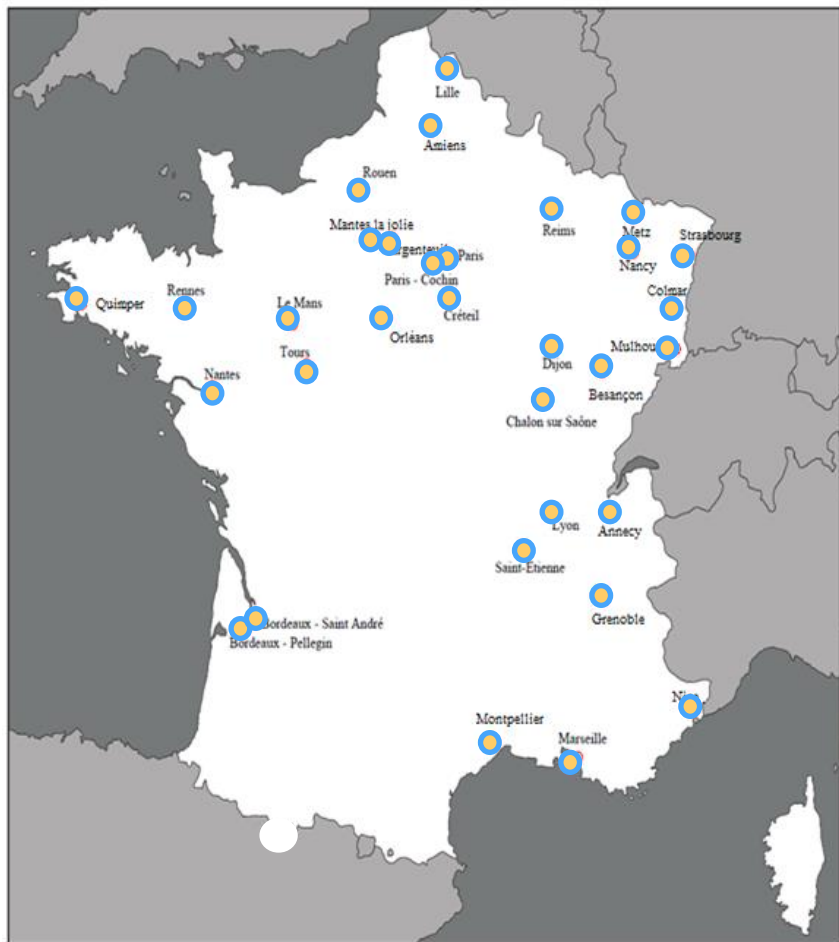 Lille
Amiens
Rouen
Mantes la jolie
Reims
Metz
Strasbourg
Nancy
Paris
Paris - Cochin
Quimper
Rennes
Le Mans
Orléans
Créteil
Colmar
Tours
Dijon
Nantes
Besançon
Chalon sur Saône
Lyon
Annecy
Saint-Étienne
Grenoble
Bordeaux - Saint André
Bordeaux - Pellegin
Montpellier
Marseille